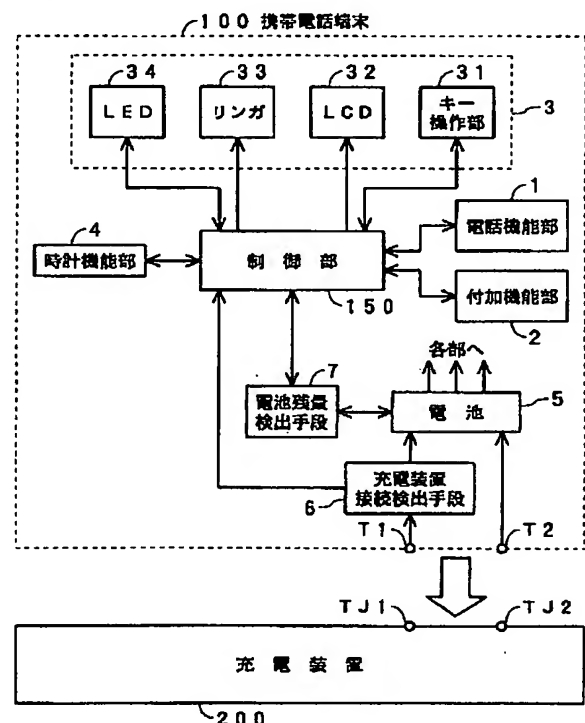 100 携帯電話端末
34 33 32 31
LED リンガ LCD キー
操作部
3
1
電話機能部
4
時計機能部
制御部
150
付加機能部
2
各部へ
7
電池残量
検出手段
電池
5
充電装置
接続検出手段
6
T1 T2
TJ1 TJ2
充電装置
200